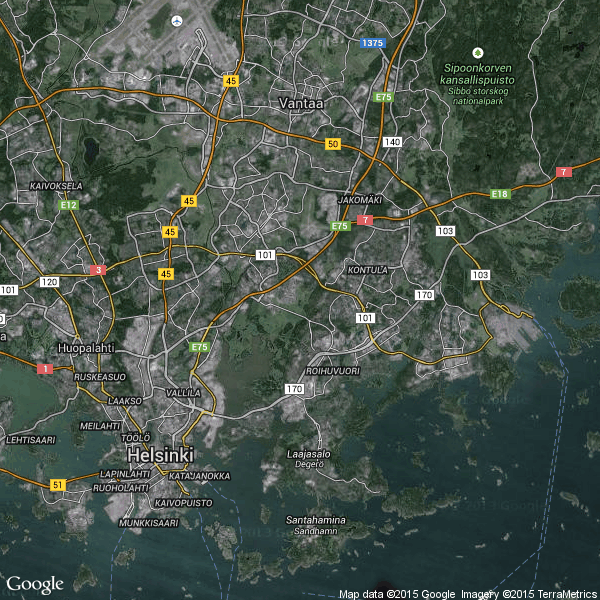 1375
Sipoonkorven
kansallispuisto
Sibbo storskog
nationalpark
45
E75
Vantaa
50
140
7
KAIVOKSELA
E12
45
JAKOMÄKI
E18
7
E75
103
45
101
3
45
KONTULA
103
120
101
170
101
E75
Huopalahti
1
RUSKEASUO
ROIHUVUORI
VALLILA
170
LAAKSO
MEILAHTI
TÖÖLÖ
LEHTISAARI
Helsinki
Laajasalo
Degerö
LAPINLAHTI
KATAJANOKKA
51
RUOHOLAHTI
KAIVOPUISTO
MUNKKISAARI
Santahamina
Sandhamn
Google
Map data ©2015 Google Imagery ©2015 TerraMetrics